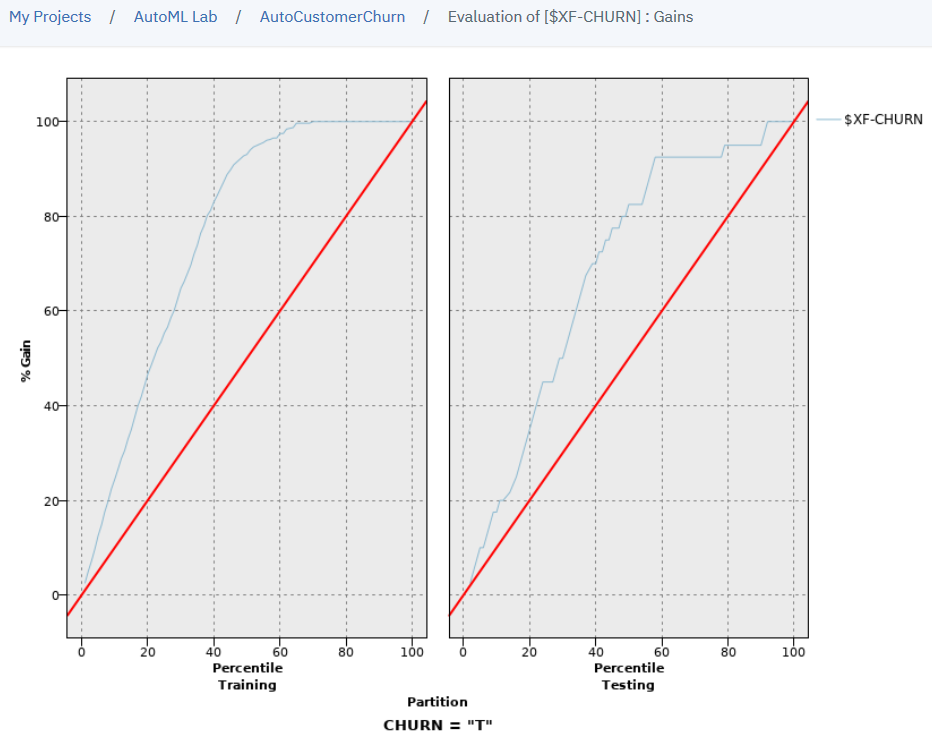 My Projects / AutoML Lab / AutoCustomerChurn / Evaluation of [$XF-CHURN] : Gains
$XF-CHURN
% Gain
100
80
60
40
20
0
0 20 40 60 80 100
0 20 40 60 80 100
Percentile
Training
Percentile
Testing
Partition
CHURN = "T"